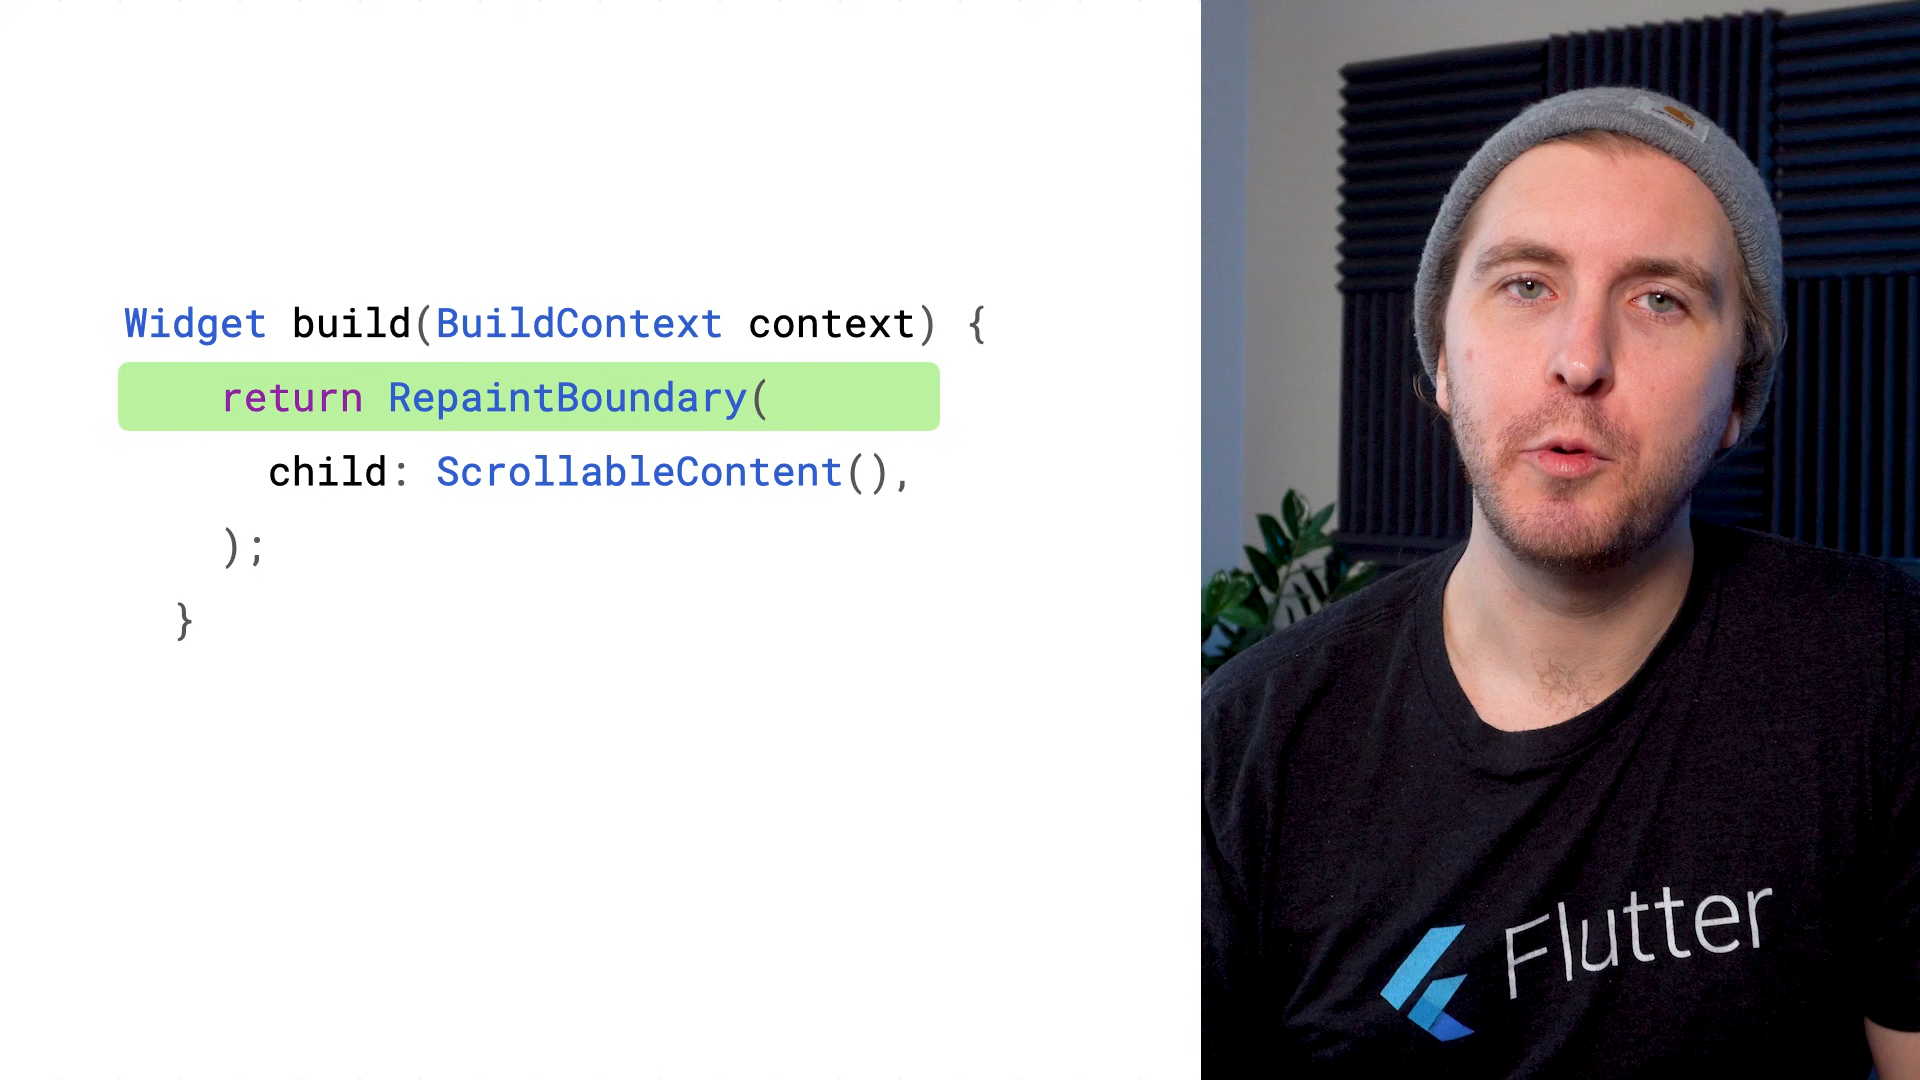 Widget build(BuildContext context) {
return RepaintBoundary(
child: ScrollableContent(),
);
}
Flutter